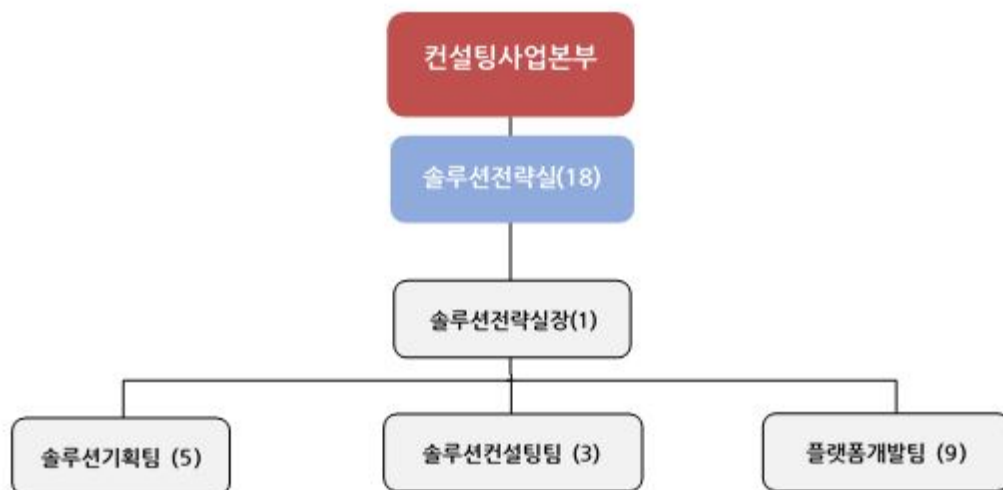 컨설팅사업본부
솔루션전략실(18)
솔루션전략실장(1)
솔루션기획팀 (5)
솔루션컨설팅팀 (3)
플랫폼개발팀 (9)